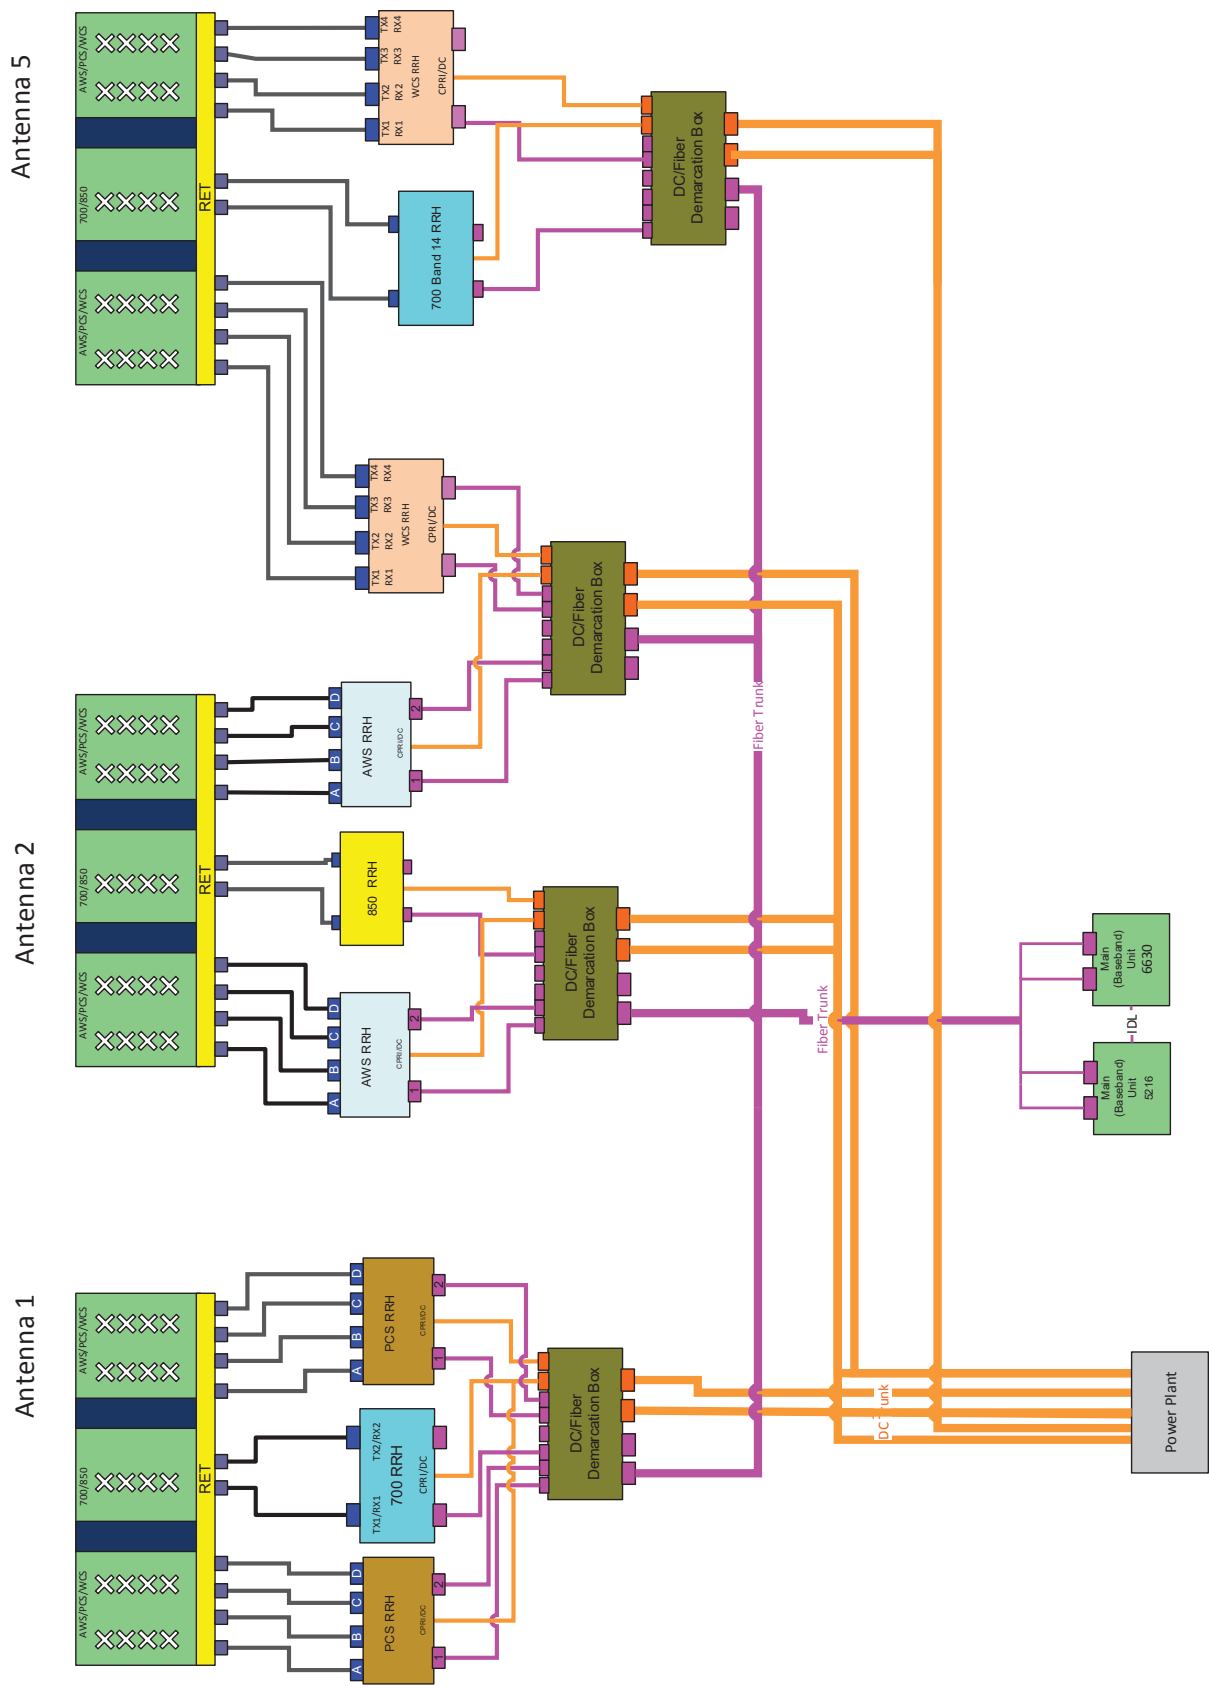 Antenna 1
Antenna 2
Antenna 5
AWS/PCS/WCS
700/850
AWS/PCS/WCS
RET
AWS/PCS/WCS
700/850
AWS/PCS/WCS
RET
AWS/PCS/WCS
700/850
AWS/PCS/WCS
RET
A
B
C
D
PCS RRH
CPRI/DC
1
2
TX1/RX1
TX2/RX2
700 RRH
CPRI/DC
A
B
C
D
PCS RRH
CPRI/DC
1
2
A
B
C
D
AWS RRH
CPRI/DC
1
2
850 RRH
A
B
C
D
AWS RRH
CPRI/DC
1
2
TX1
TX2
TX3
TX4
RX1
RX2
RX3
RX4
WCS RRH
CPRI/DC
700 Band 14 RRH
TX1
TX2
TX3
TX4
RX1
RX2
RX3
RX4
WCS RRH
CPRI/DC
DC/Fiber
Demarcation Box
DC/Fiber
Demarcation Box
DC/Fiber
Demarcation Box
DC/Fiber
Demarcation Box
Fiber Trunk
Fiber Trunk
DC Trunk
Main
(Baseband)
Unit
5216
IDL
Main
(Baseband)
Unit
6630
Power Plant